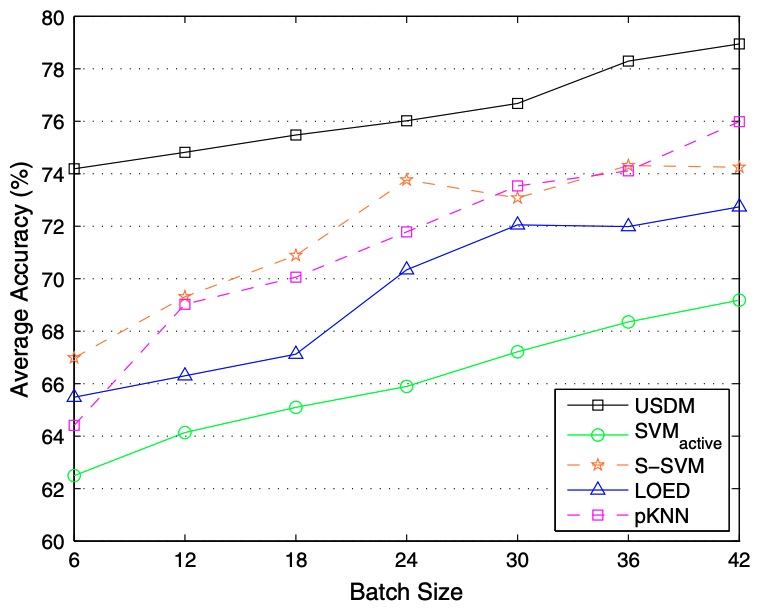 80
78
76
74
72
70
68
66
64
62
60
Average Accuracy (%)
6 12 18 24 30 36 42
Batch Size
USDM
SVMactive
S-SVM
LOED
pKNN